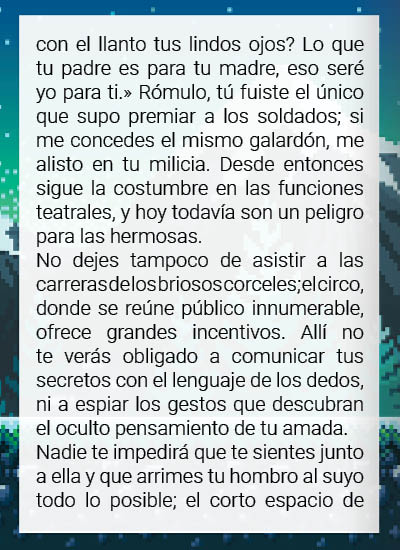 con el llanto tus lindos ojos? Lo que
tu padre es para tu madre, eso seré
yo para ti.» Rómulo, tú fuiste el único
que supo premiar a los soldados; si
me concedes el mismo galardón, me
alisto en tu milicia. Desde entonces
sigue la costumbre en las funciones
teatrales, y hoy todavía son un peligro
para las hermosas.
No dejes tampoco de asistir a las
carreras de los briosos corceles; el circo,
donde se reúne público innumerable,
ofrece grandes incentivos. Allí no
te verás obligado a comunicar tus
secretos con el lenguaje de los dedos,
ni a espiar los gestos que descubran
el oculto pensamiento de tu amada.
Nadie te impedirá que te sientes junto
a ella y que arrimes tu hombro al suyo
todo lo posible; el corto espacio de